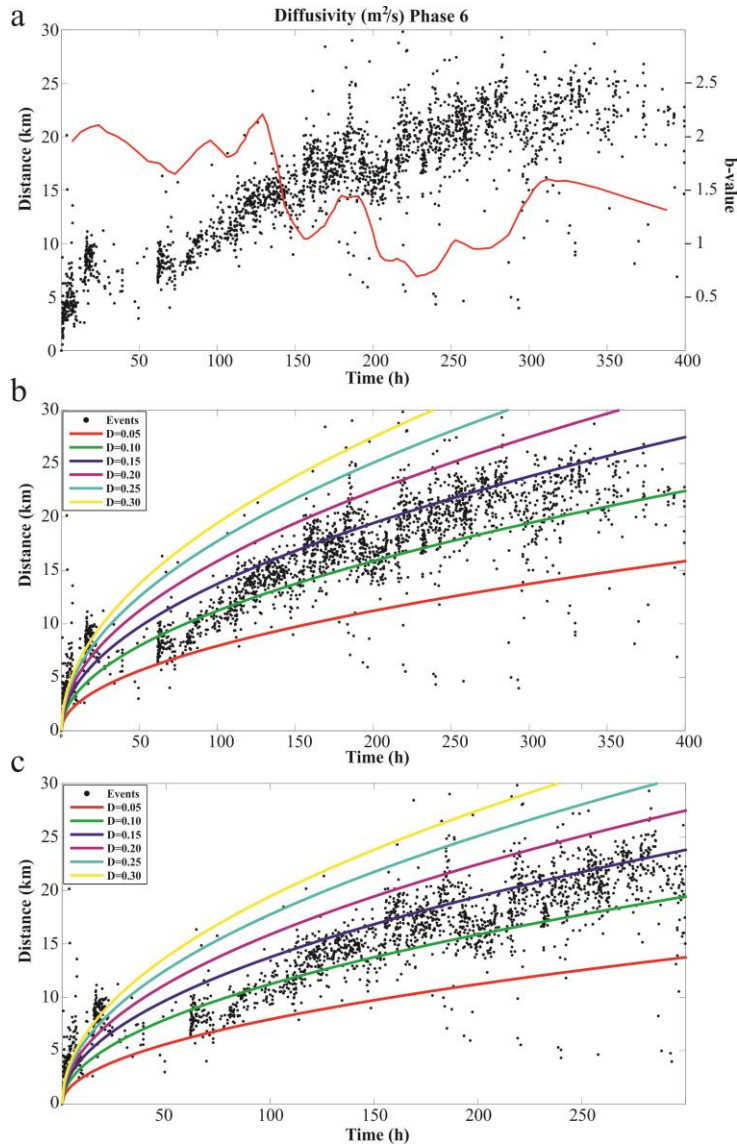 a
Diffusivity (m²/s) Phase 6
30
25
20
15
10
5
0
Distance (km)
2.5
2
1.5
1
0.5
b-value
50
100
150
200
250
300
350
400
Time (h)
b
30
25
20
15
10
5
0
Distance (km)
Events
D=0.05
D=0.10
D=0.15
D=0.20
D=0.25
D=0.30
0
50
100
150
200
250
300
350
400
Time (h)
c
30
25
20
15
10
5
0
Distance (km)
Events
D=0.05
D=0.10
D=0.15
D=0.20
D=0.25
D=0.30
0
50
100
150
200
250
Time (h)